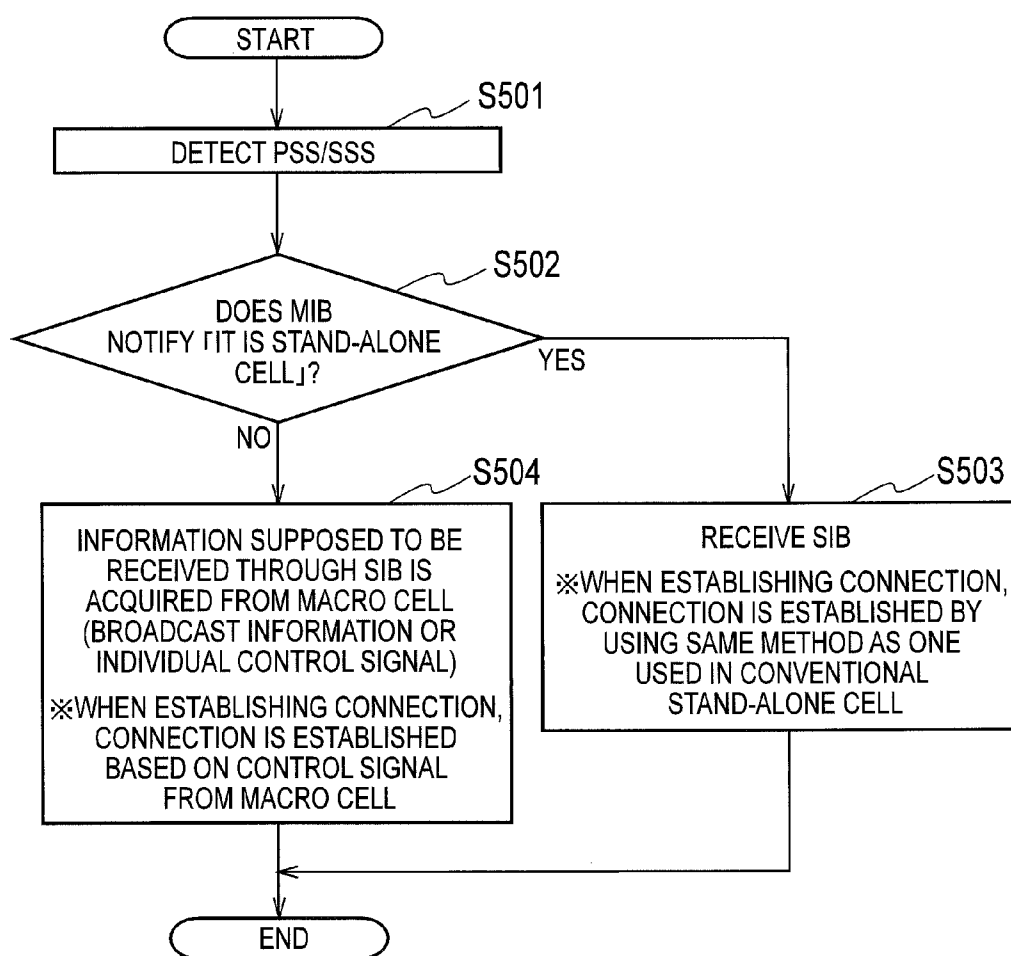 START
S501
DETECT PSS/SSS
S502
DOES MIB
NOTIFY「IT IS STAND-ALONE
CELL」?
YES
NO
S504
INFORMATION SUPPOSED TO BE
RECEIVED THROUGH SIB IS
ACQUIRED FROM MACRO CELL
(BROADCAST INFORMATION OR
INDIVIDUAL CONTROL SIGNAL)
※WHEN ESTABLISHING CONNECTION,
CONNECTION IS ESTABLISHED
BASED ON CONTROL SIGNAL
FROM MACRO CELL
S503
RECEIVE SIB
※WHEN ESTABLISHING CONNECTION,
CONNECTION IS ESTABLISHED BY
USING SAME METHOD AS ONE
USED IN CONVENTIONAL
STAND-ALONE CELL
END